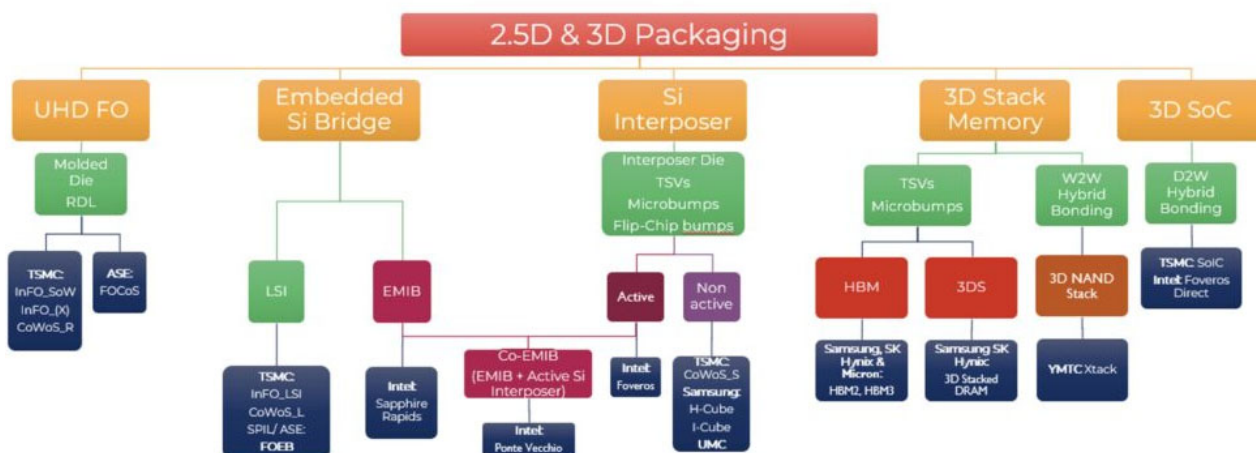 2.5D & 3D Packaging
UHD FO
Embedded
Si Bridge
Si
Interposer
3D Stack
Memory
3D SoC
Molded
Die
RDL
Interposer Die
TSVs
Microbumps
Flip-Chip bumps
TSVs
Microbumps
W2W
Hybrid
Bonding
D2W
Hybrid
Bonding
TSMC:
InFO_SoW
InFO_(X)
CoWoS_R
ASE:
FOCoS
LSI
EMIB
Active
Non
active
HBM
3DS
3D NAND
Stack
TSMC: SoIC
Intel: Foveros
Direct
TSMC:
InFO_LSI
CoWoS_L
SPIL/ ASE:
FOEB
Intel:
Sapphire
Rapids
Co-EMIB
(EMIB + Active Si
Interposer)
Intel:
Ponte Vecchio
Intel:
Foveros
TSMC:
CoWoS_S
Samsung:
H-Cube
I-Cube
UMC
Samsung, SK
Hynix &
Micron:
HBM2, HBM3
Samsung SK
Hynix:
3D Stacked
DRAM
YMTC Xtack